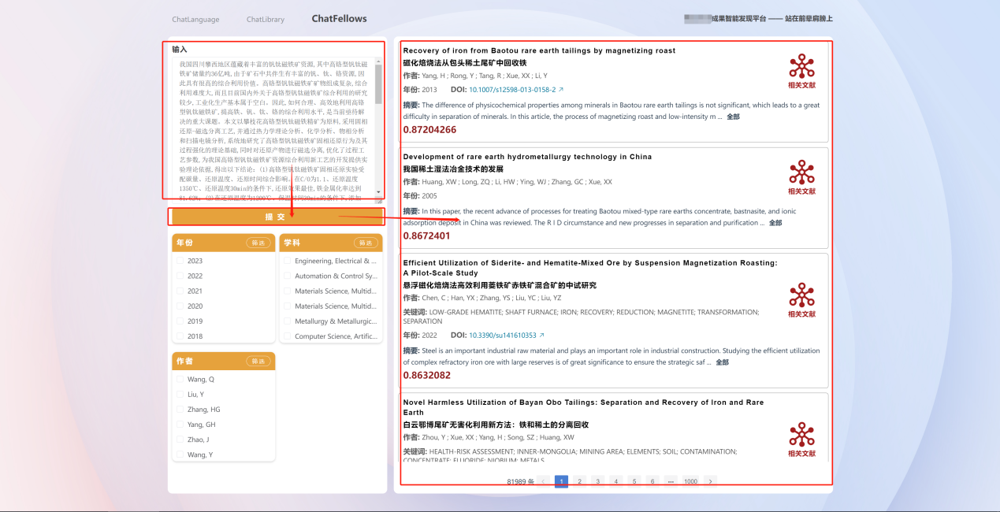 ChatLanguage
ChatLibrary
ChatFellows
成果智能发现平台 —— 站在前辈肩膀上
输入
我国四川攀西地区蕴藏着丰富的钒钛磁铁矿资源,其中高铬型钒钛磁
铁矿储量约36亿吨,由于矿石中共伴生有丰富的钒、钛、铬资源,因
此具有很高的综合利用价值。高铬型钒钛磁铁矿矿物组成复杂,综合
利用难度大,而且目前国内外关于高铬型钒钛磁铁矿综合利用的研究
较少,工业化生产基本属于空白。因此,如何合理、高效地利用高铬
型钒钛磁铁矿,提高铁、钒、钛、铬的综合利用水平,是当前亟待解
决的重大课题。本文以攀枝花高铬型钒钛磁铁精矿为原料,采用固相
还原-磁选分离工艺,并通过热力学理论分析、化学分析、物相分析
和扫描电镜分析,系统地研究了高铬型钒钛磁铁矿固相还原行为及其
过程强化的理论基础,同时对还原产物进行磁选分离,优化了过程工
艺参数,为我国高铬型钒钛磁铁矿资源综合利用新工艺的开发提供实
验理论依据,得出以下结论: (1)高铬型钒钛磁铁矿固相还原实验受
配碳量、还原温度、还原时间综合影响。在C/O为1.1、还原温度
1350℃、还原温度30min的条件下,还原效果最佳,铁金属化率达到
提 交
年份
筛选
2023
2022
2021
2020
2019
2018
学科
筛选
Engineering, Electrical & ...
Automation & Control Sy...
Materials Science, Multid...
Materials Science, Multid...
Metallurgy & Metallurgic...
Computer Science, Artific...
作者
筛选
Wang, Q
Liu, Y
Zhang, HG
Yang, GH
Zhao, J
Wang, Y
Recovery of iron from Baotou rare earth tailings by magnetizing roast
磁化焙烧法从包头稀土尾矿中回收铁
作者: Yang, H ; Rong, Y ; Tang, R ; Xue, XX ; Li, Y
年份: 2013 DOI: 10.1007/s12598-013-0158-2 ↗
摘要: The difference of physicochemical properties among minerals in Baotou rare earth tailings is not significant, which leads to a great
difficulty in separation of minerals. In this article, the process of magnetizing roast and low-intensity m ... 全部
0.87204266
相关文献
Development of rare earth hydrometallurgy technology in China
我国稀土湿法冶金技术的发展
作者: Huang, XW ; Long, ZQ ; Li, HW ; Ying, WJ ; Zhang, GC ; Xue, XX
年份: 2005
摘要: In this paper, the recent advance of processes for treating Baotou mixed-type rare earths concentrate, bastnasite, and ionic
adsorption deposit in China was reviewed. The R I D circumstance and new progresses in separation and purification ... 全部
0.8672401
相关文献
Efficient Utilization of Siderite- and Hematite-Mixed Ore by Suspension Magnetization Roasting:
A Pilot-Scale Study
悬浮磁化焙烧法高效利用菱铁矿赤铁矿混合矿的中试研究
作者: Chen, C ; Han, YX ; Zhang, YS ; Liu, YC ; Liu, YZ
关键词: LOW-GRADE HEMATITE; SHAFT FURNACE; IRON; RECOVERY; REDUCTION; MAGNETITE; TRANSFORMATION;
SEPARATION
年份: 2022 DOI: 10.3390/su141610353 ↗
摘要: Steel is an important industrial raw material and plays an important role in industrial construction. Studying the efficient utilization
of complex refractory iron ore with large reserves is of great significance to ensure the strategic saf ... 全部
0.8632082
相关文献
Novel Harmless Utilization of Bayan Obo Tailings: Separation and Recovery of Iron and Rare
Earth
白云鄂博尾矿无害化利用新方法：铁和稀土的分离回收
作者: Zhou, Y ; Xue, XX ; Yang, H ; Song, SZ ; Huang, XW
关键词: HEALTH-RISK ASSESSMENT; INNER-MONGOLIA; MINING AREA; ELEMENTS; SOIL; CONTAMINATION;
CONCENTRATE; FLUORIDE; NIOBIUM; METALS
相关文献
81989 条 < 1 2 3 4 5 6 ••• 1000 >